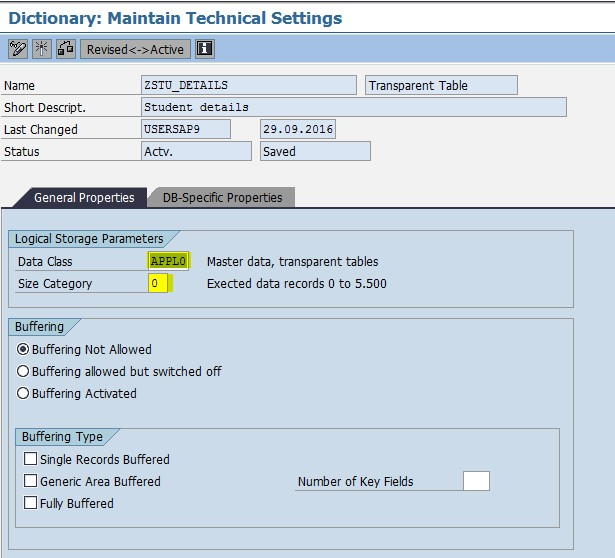 Dictionary: Maintain Technical Settings
Revised<->Active
Name ZSTU_DETAILS Transparent Table
Short Descript. Student details
Last Changed USERSAP9 29.09.2016
Status Actv. Saved
General Properties DB-Specific Properties
Logical Storage Parameters
Data Class APPL0 Master data, transparent tables
Size Category 0 Exected data records 0 to 5.500
Buffering
Buffering Not Allowed
Buffering allowed but switched off
Buffering Activated
Buffering Type
Single Records Buffered
Generic Area Buffered Number of Key Fields
Fully Buffered